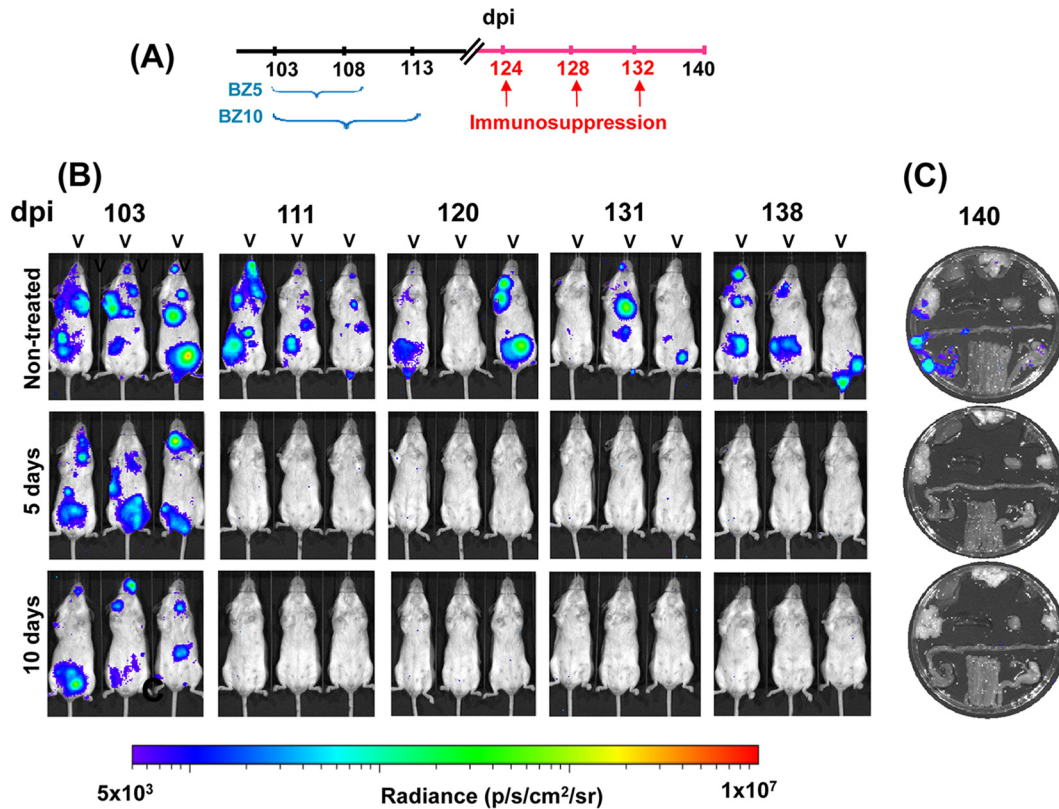 dpi
(A)
103 108 113 124 128 132 140
BZ5
BZ10
Immunosuppression
(B) (C)
dpi 103 111 120 131 138 140
V V V V V V V V V V V V V V V
Non-treated
5 days
10 days
5x10³ Radiance (p/s/cm²/sr) 1x10⁷